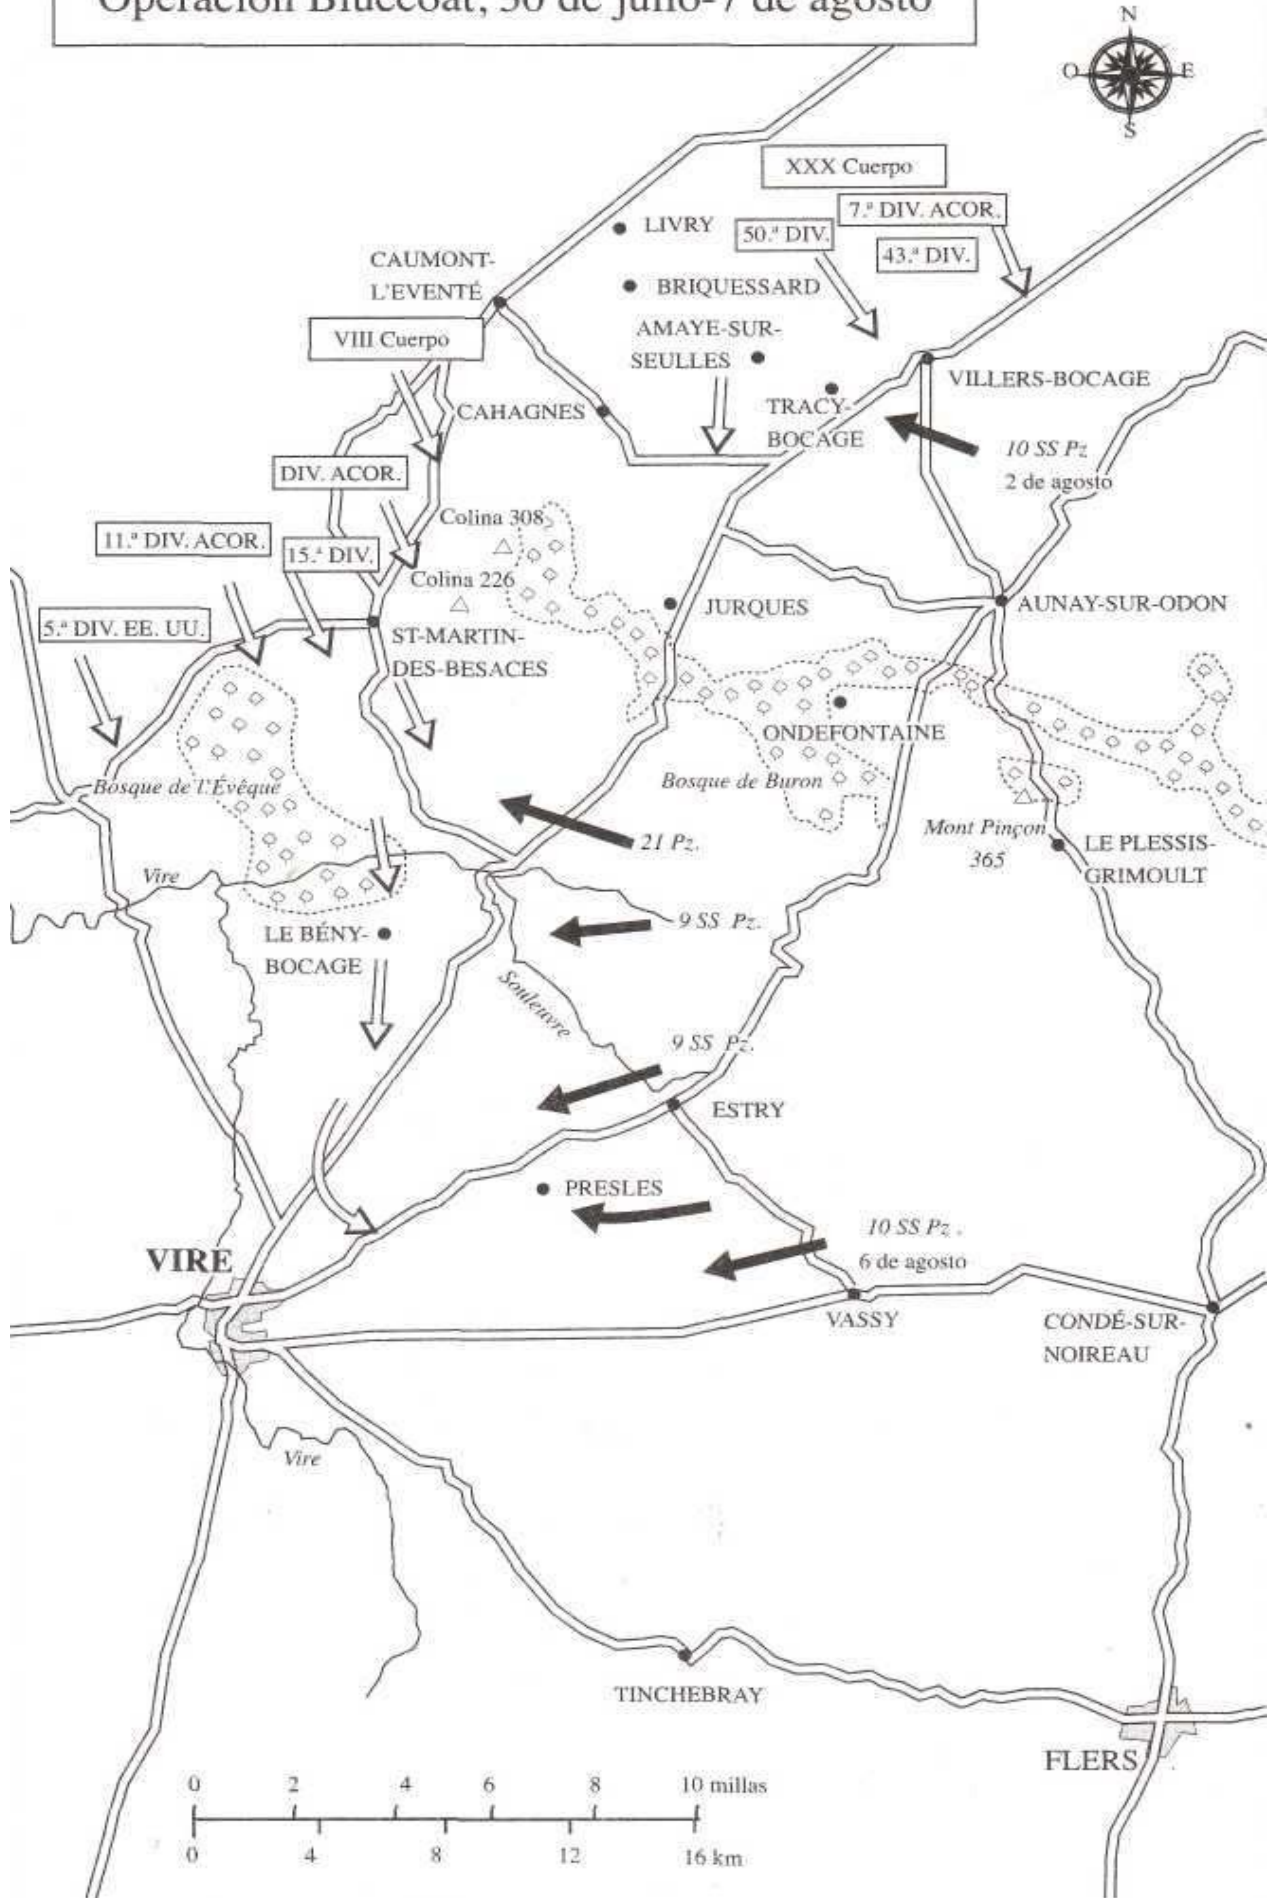 Operación Bluecoat, 30 de julio-7 de agosto
N
O
E
S
XXX Cuerpo
7.ª DIV. ACOR.
50.ª DIV.
43.ª DIV.
LIVRY
CAUMONT-
L'EVENTÉ
BRIQUESSARD
VIII Cuerpo
AMAYE-SUR-
SEULLES
VILLERS-BOCAGE
CAHAGNES
TRACY-
BOCAGE
10 SS Pz
2 de agosto
DIV. ACOR.
Colina 308
11.ª DIV. ACOR.
15.ª DIV.
Colina 226
5.ª DIV. EE. UU.
JURQUES
AUNAY-SUR-ODON
ST-MARTIN-
DES-BESACES
ONDEFONTAINE
Bosque de l'Évêque
Bosque de Buron
Mont Pinçon
365
21 Pz.
LE PLESSIS-
GRIMOULT
Vire
9 SS Pz.
LE BÉNY-
BOCAGE
Souleuvre
9 SS Pz.
ESTRY
PRESLES
10 SS Pz .
6 de agosto
VIRE
VASSY
CONDÉ-SUR-
NOIREAU
Vire
TINCHEBRAY
FLERS
0 2 4 6 8 10 millas
0 4 8 12 16 km